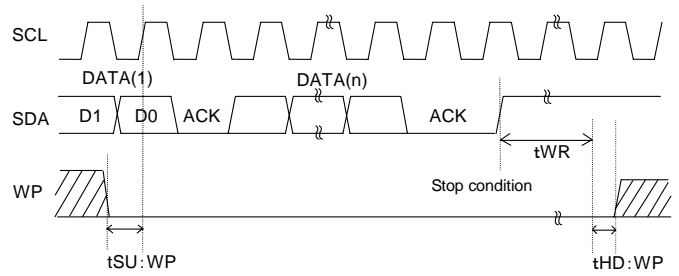 SCL
DATA(1) DATA(n)
SDA D1 D0 ACK ACK
tWR
WP Stop condition
tSU:WP tHD:WP